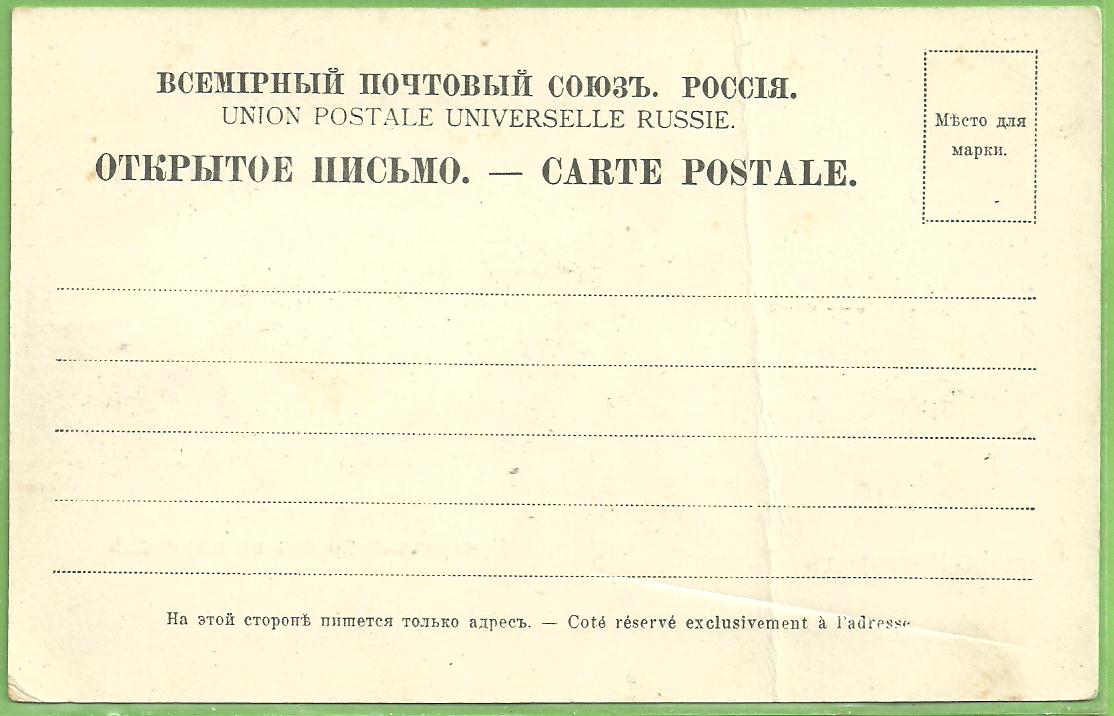 ВСЕМІРНЫЙ ПОЧТОВЫЙ СОЮЗЪ. РОССІЯ.
UNION POSTALE UNIVERSELLE RUSSIE.
ОТКРЫТОЕ ПИСЬМО. — CARTE POSTALE.
Мѣсто для
марки.
На этой сторонѣ пишется только адресъ. — Coté réservé exclusivement à l'adresse